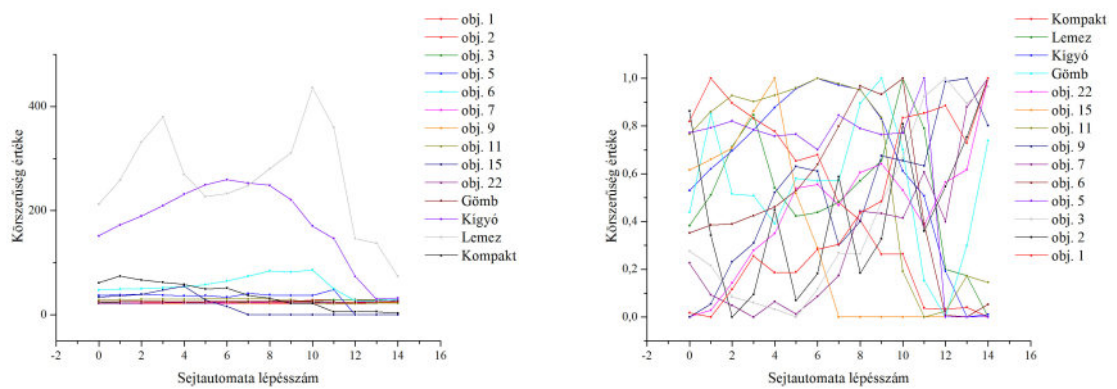 obj. 1
obj. 2
obj. 3
obj. 5
obj. 6
obj. 7
obj. 9
obj. 11
obj. 15
obj. 22
Gömb
Kígyó
Lemez
Kompakt
Körszerűség értéke
400
200
0
-2 0 2 4 6 8 10 12 14 16
Sejtautomata lépésszám
Kompakt
Lemez
Kígyó
Gömb
obj. 22
obj. 15
obj. 11
obj. 9
obj. 7
obj. 6
obj. 5
obj. 3
obj. 2
obj. 1
Körszerűség értéke
1,0
0,8
0,6
0,4
0,2
0,0
-2 0 2 4 6 8 10 12 14 16
Sejtautomata lépésszám